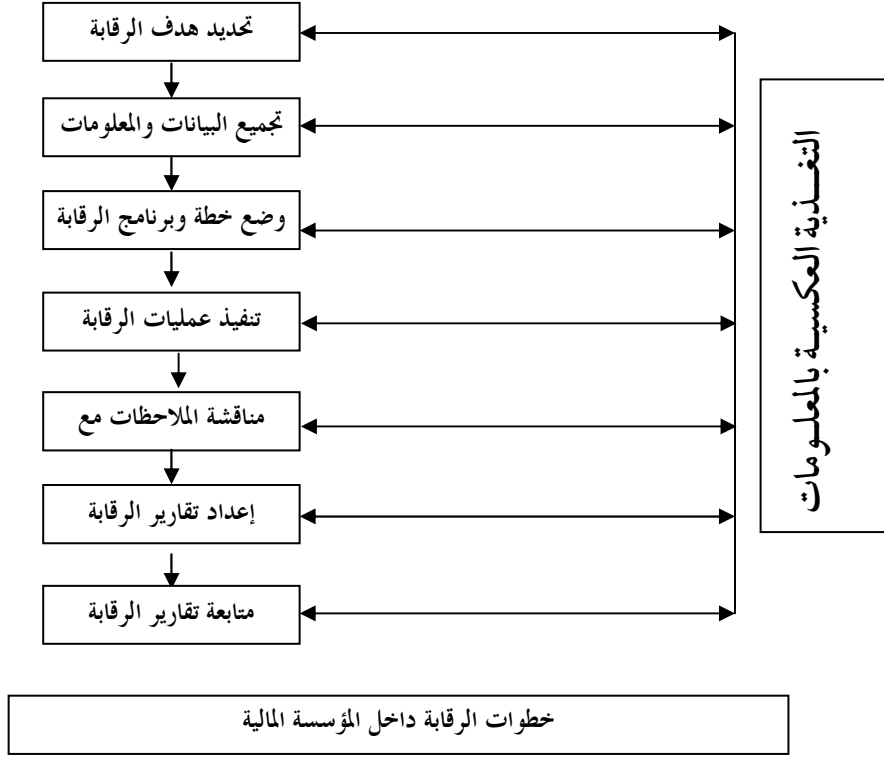 تحديد هدف الرقابة
تجميع البيانات والمعلومات
وضع خطة وبرنامج الرقابة
تنفيذ عمليات الرقابة
مناقشة الملاحظات مع
إعداد تقارير الرقابة
متابعة تقارير الرقابة
التغــذية العكسيـة بالمعلـومات
خطوات الرقابة داخل المؤسسة المالية